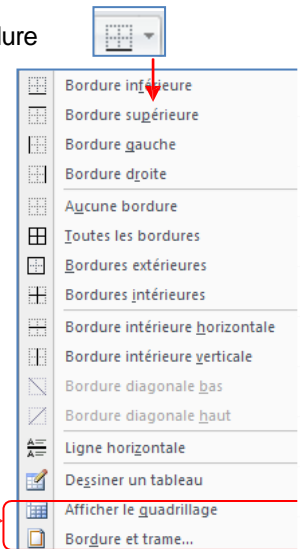 dure
Bordure inférieure
Bordure supérieure
Bordure gauche
Bordure droite
Aucune bordure
Toutes les bordures
Bordures extérieures
Bordures intérieures
Bordure intérieure horizontale
Bordure intérieure verticale
Bordure diagonale bas
Bordure diagonale haut
Ligne horizontale
Dessiner un tableau
Afficher le quadrillage
Bordure et trame...